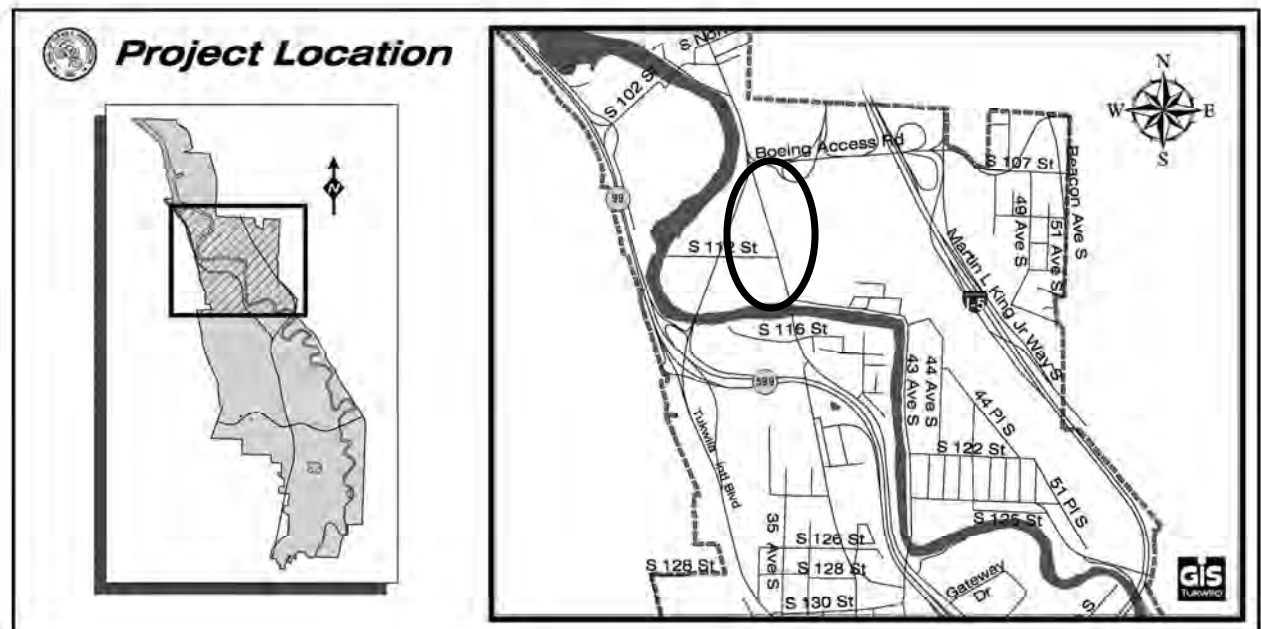 Project Location
N
N
W E
S
S Nor
S 102 St
Boeing Access Rd
S 107 St
Beacon Ave S
49 Ave S
51 Ave S
99
S 112 St
Martin L King Jr Way S
I-5
S 116 St
599
43 Ave S
44 Ave S
44 Pl S
Tukwila Intl Blvd
S 122 St
51 Pl S
S 125 St
35 Ave S
S 126 St
S 128 St
S 128 St
S 130 St
Gateway Dr
S
GIS
TUKWILA